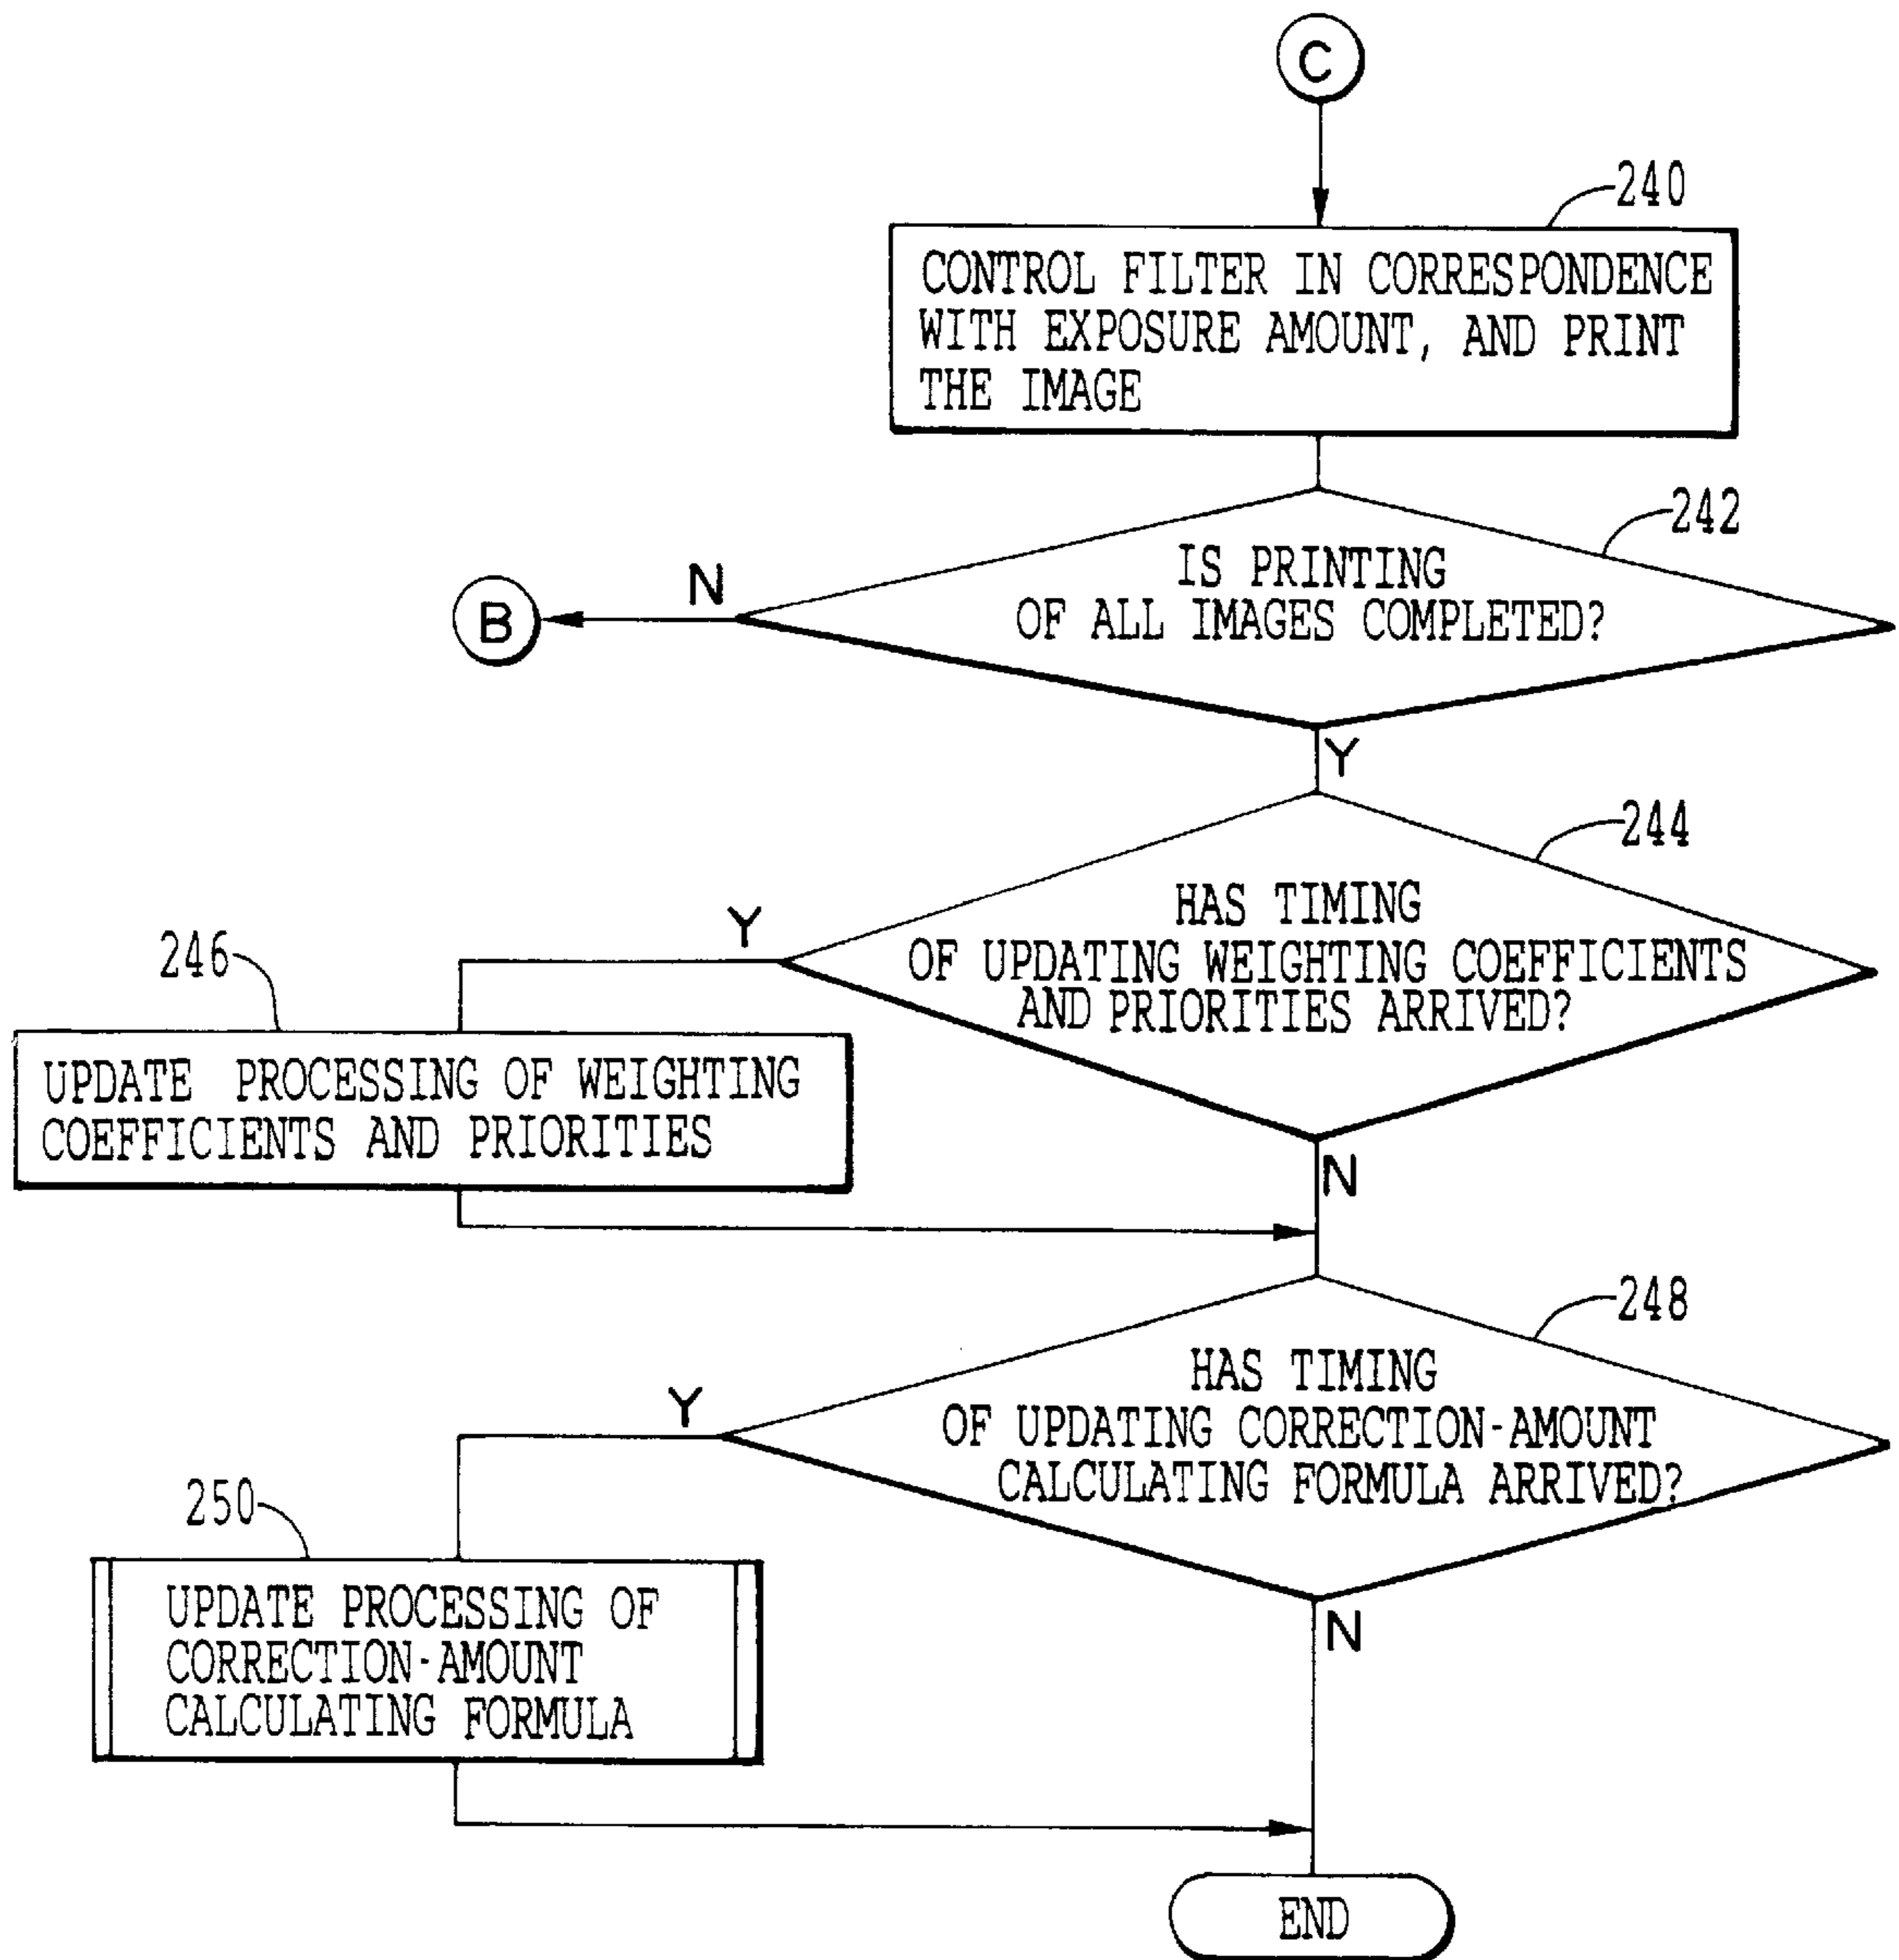 C
240
CONTROL FILTER IN CORRESPONDENCE
WITH EXPOSURE AMOUNT, AND PRINT
THE IMAGE
242
IS PRINTING
OF ALL IMAGES COMPLETED?
N
B
Y
244
HAS TIMING
OF UPDATING WEIGHTING COEFFICIENTS
AND PRIORITIES ARRIVED?
Y
246
UPDATE PROCESSING OF WEIGHTING
COEFFICIENTS AND PRIORITIES
N
248
HAS TIMING
OF UPDATING CORRECTION-AMOUNT
CALCULATING FORMULA ARRIVED?
Y
250
UPDATE PROCESSING OF
CORRECTION-AMOUNT
CALCULATING FORMULA
N
END